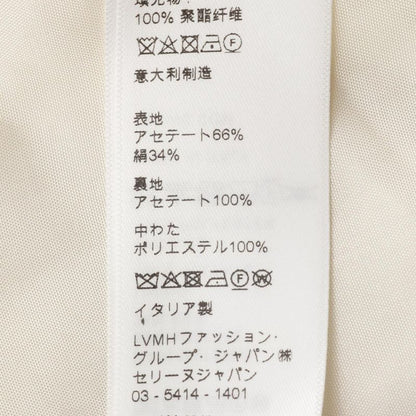 填充物:
100% 聚酯纤维
意大利制造
表地
アセテート66%
絹34%
裏地
アセテート100%
中わた
ポリエステル100%
イタリア製
LVMHファッション・
グループ・ジャパン㈱
セリーヌジャパン
03 - 5414 - 1401